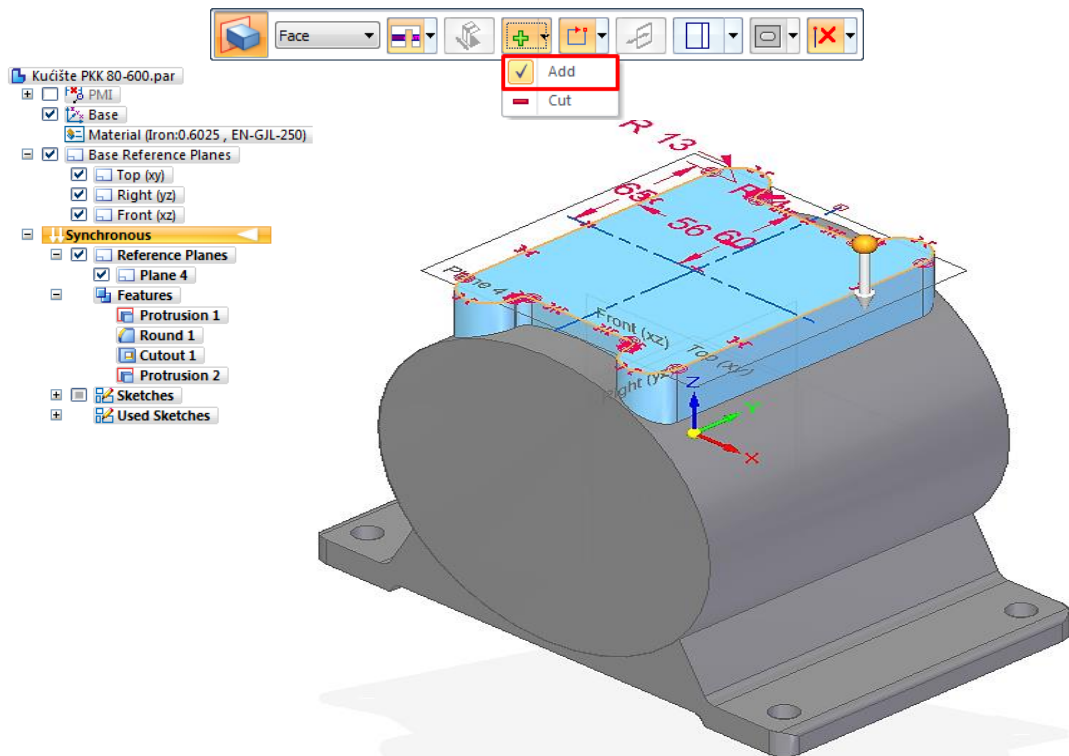 Face
Add
Cut
Kućište PKK 80-600.par
PMI
Base
Material (Iron:0.6025 , EN-GJL-250)
Base Reference Planes
Top (xy)
Right (yz)
Front (xz)
Synchronous
Reference Planes
Plane 4
Features
Protrusion 1
Round 1
Cutout 1
Protrusion 2
Sketches
Used Sketches
R 13
65
56
60
Plane 4
Front (xz)
Top (xy)
Right (yz)
Z
Y
X